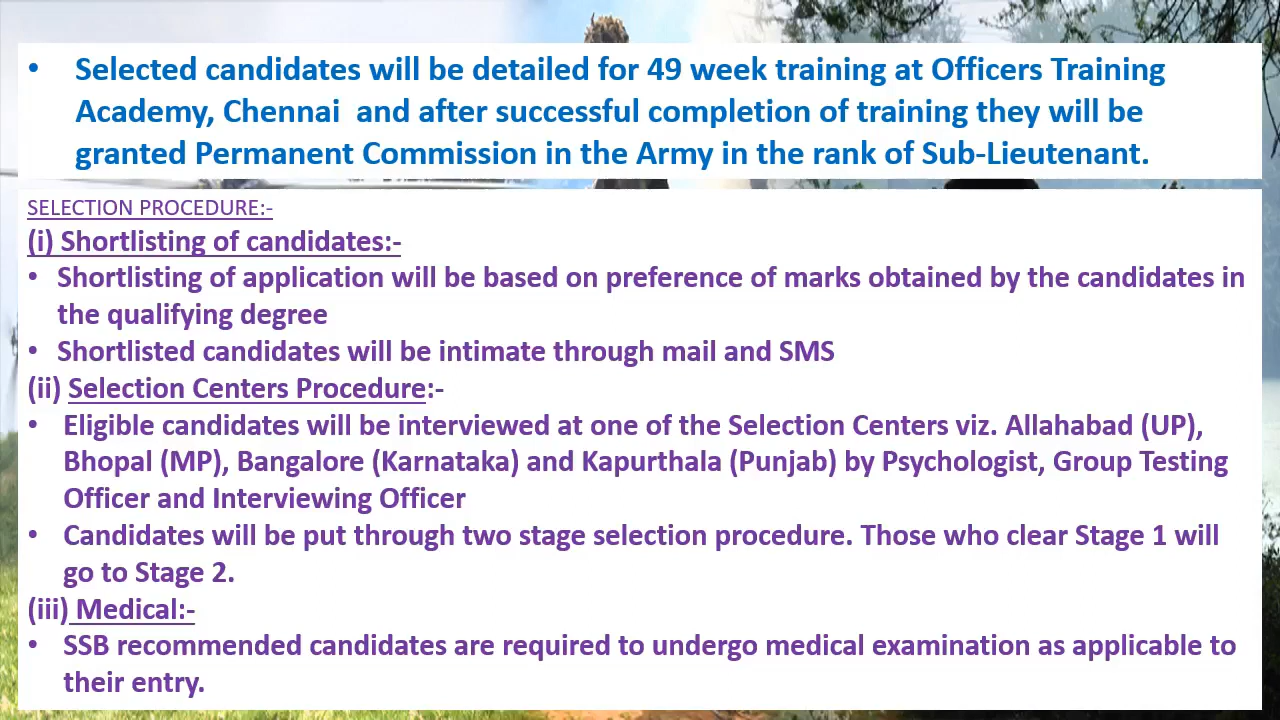 • Selected candidates will be detailed for 49 week training at Officers Training
Academy, Chennai  and after successful completion of training they will be
granted Permanent Commission in the Army in the rank of Sub-Lieutenant.
SELECTION PROCEDURE:-
(i) Shortlisting of candidates:-
• Shortlisting of application will be based on preference of marks obtained by the candidates in
the qualifying degree
• Shortlisted candidates will be intimate through mail and SMS
(ii) Selection Centers Procedure:-
• Eligible candidates will be interviewed at one of the Selection Centers viz. Allahabad (UP),
Bhopal (MP), Bangalore (Karnataka) and Kapurthala (Punjab) by Psychologist, Group Testing
Officer and Interviewing Officer
• Candidates will be put through two stage selection procedure. Those who clear Stage 1 will
go to Stage 2.
(iii) Medical:-
• SSB recommended candidates are required to undergo medical examination as applicable to
their entry.